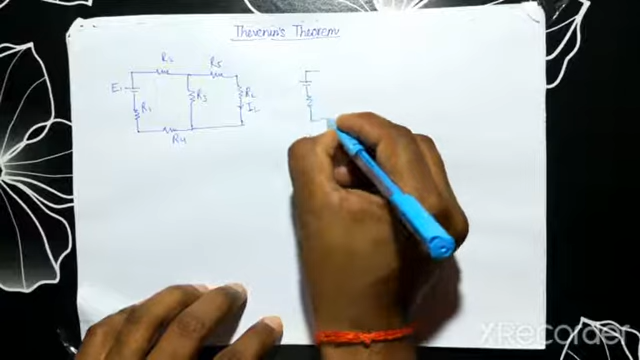 Thevenin's Theorem
R2 R5
E1 R1 R3 RL
IL
R4
XRecorder